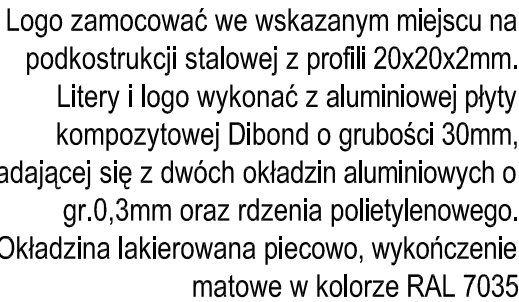 Logo zamocować we wskazanym miejscu na
podkostrukcji stalowej z profili 20x20x2mm.
Litery i logo wykonać z aluminiowej płyty
kompozytowej Dibond o grubości 30mm,
adającej się z dwóch okładzin aluminiowych o
gr.0,3mm oraz rdzenia polietylenowego.
Okładzina lakierowana piecowo, wykończenie
matowe w kolorze RAL 7035